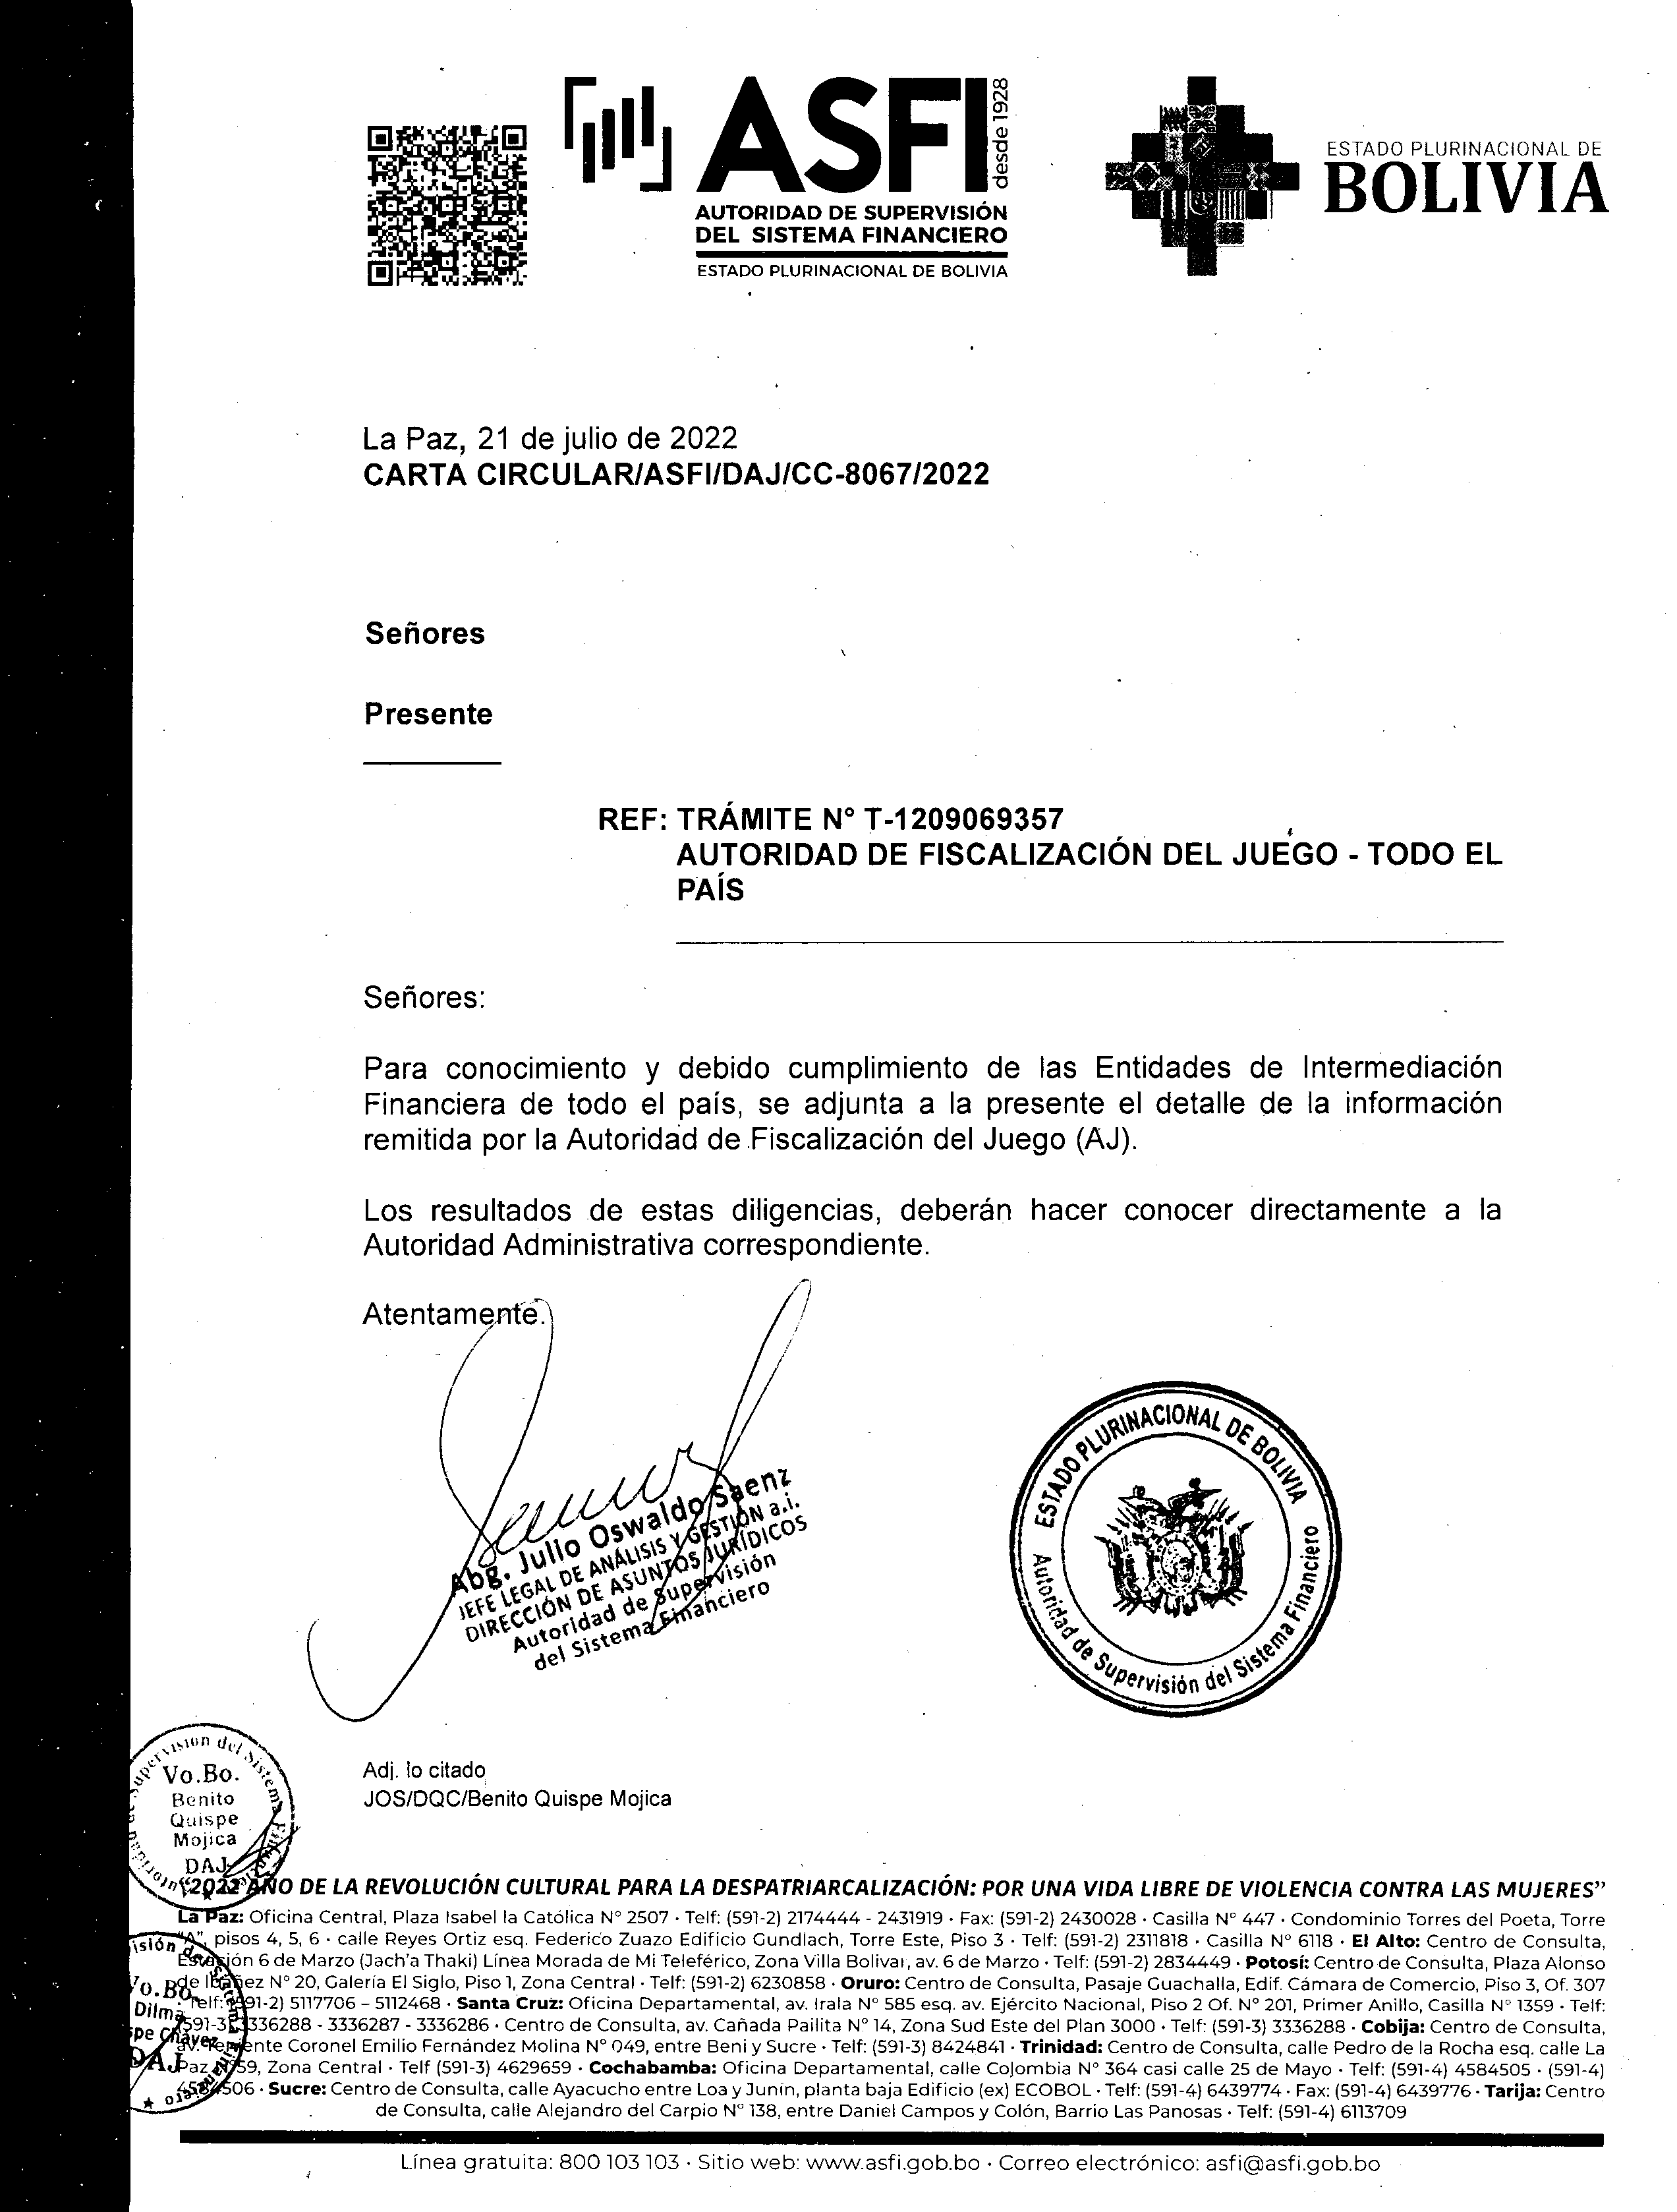 ASFI
desde 1928
AUTORIDAD DE SUPERVISIÓN
DEL SISTEMA FINANCIERO
ESTADO PLURINACIONAL DE BOLIVIA
ESTADO PLURINACIONAL DE
BOLIVIA
La Paz, 21 de julio de 2022
CARTA CIRCULAR/ASFI/DAJ/CC-8067/2022
Señores
Presente
REF: TRÁMITE N° T-1209069357
AUTORIDAD DE FISCALIZACIÓN DEL JUEGO - TODO EL
PAÍS
Señores:
Para conocimiento y debido cumplimiento de las Entidades de Intermediación
Financiera de todo el país, se adjunta a la presente el detalle de la información
remitida por la Autoridad de Fiscalización del Juego (AJ).
Los resultados de estas diligencias, deberán hacer conocer directamente a la
Autoridad Administrativa correspondiente.
Atentamente.
Abg. Julio Oswaldo Saenz
JEFE LEGAL DE ANÁLISIS Y GESTIÓN a.i.
DIRECCIÓN DE ASUNTOS JURÍDICOS
Autoridad de Supervisión
del Sistema Financiero
ESTADO PLURINACIONAL DE BOLIVIA
Autoridad de Supervisión del Sistema Financiero
Vo.Bo.
Benito
Quispe
Mojica
DAJ
Adj. lo citado
JOS/DQC/Benito Quispe Mojica
"2022 AÑO DE LA REVOLUCIÓN CULTURAL PARA LA DESPATRIARCALIZACIÓN: POR UNA VIDA LIBRE DE VIOLENCIA CONTRA LAS MUJERES"
La Paz: Oficina Central, Plaza Isabel la Católica N° 2507 · Telf: (591-2) 2174444 - 2431919 · Fax: (591-2) 2430028 · Casilla N° 447 · Condominio Torres del Poeta, Torre
"A", pisos 4, 5, 6 · calle Reyes Ortiz esq. Federico Zuazo Edificio Gundlach, Torre Este, Piso 3 · Telf: (591-2) 2311818 · Casilla N° 6118 · El Alto: Centro de Consulta,
Estación 6 de Marzo (Jach'a Thaki) Línea Morada de Mi Teleférico, Zona Villa Bolivar, av. 6 de Marzo · Telf: (591-2) 2834449 · Potosí: Centro de Consulta, Plaza Alonso
de Ibañez N° 20, Galería El Siglo, Piso 1, Zona Central · Telf: (591-2) 6230858 · Oruro: Centro de Consulta, Pasaje Guachalla, Edif. Cámara de Comercio, Piso 3, Of. 307
Telf: (591-2) 5117706 – 5112468 · Santa Cruz: Oficina Departamental, av. Irala N° 585 esq. av. Ejército Nacional, Piso 2 Of. N° 201, Primer Anillo, Casilla N° 1359 · Telf:
(591-3) 3336288 - 3336287 - 3336286 · Centro de Consulta, av. Cañada Pailita N° 14, Zona Sud Este del Plan 3000 · Telf: (591-3) 3336288 · Cobija: Centro de Consulta,
av. Teniente Coronel Emilio Fernández Molina N° 049, entre Beni y Sucre · Telf: (591-3) 8424841 · Trinidad: Centro de Consulta, calle Pedro de la Rocha esq. calle La
Paz, Zona Central · Telf (591-3) 4629659 · Cochabamba: Oficina Departamental, calle Colombia N° 364 casi calle 25 de Mayo · Telf: (591-4) 4584505 · (591-4)
4584506 · Sucre: Centro de Consulta, calle Ayacucho entre Loa y Junín, planta baja Edificio (ex) ECOBOL · Telf: (591-4) 6439774 · Fax: (591-4) 6439776 · Tarija: Centro
de Consulta, calle Alejandro del Carpio N° 138, entre Daniel Campos y Colón, Barrio Las Panosas · Telf: (591-4) 6113709
Línea gratuita: 800 103 103 · Sitio web: www.asfi.gob.bo · Correo electrónico: asfi@asfi.gob.bo